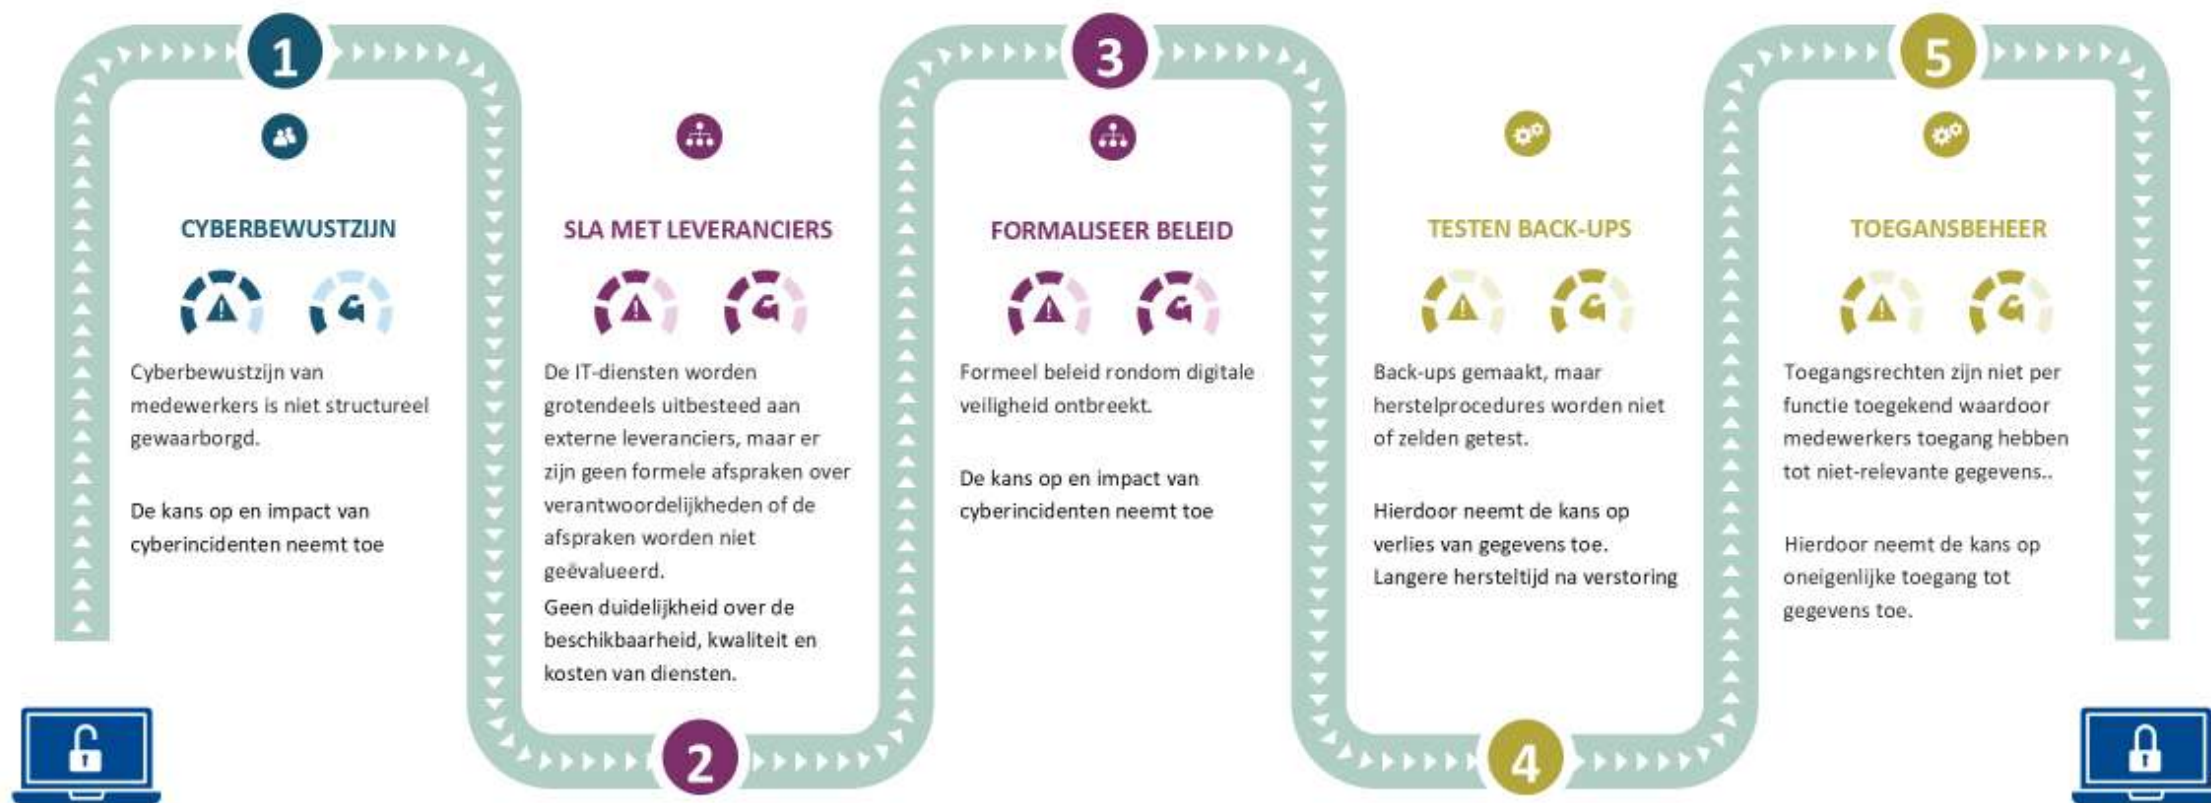 1
CYBERBEWUSTZIJN
Cyberbewustzijn van
medewerkers is niet structureel
gewaarborgd.
De kans op en impact van
cyberincidenten neemt toe
SLA MET LEVERANCIERS
De IT-diensten worden
grotendeels uitbesteed aan
externe leveranciers, maar er
zijn geen formele afspraken over
verantwoordelijkheden of de
afspraken worden niet
geëvalueerd.
Geen duidelijkheid over de
beschikbaarheid, kwaliteit en
kosten van diensten.
2
3
FORMALISEER BELEID
Formeel beleid rondom digitale
veiligheid ontbreekt.
De kans op en impact van
cyberincidenten neemt toe
TESTEN BACK-UPS
Back-ups gemaakt, maar
herstelprocedures worden niet
of zelden getest.
Hierdoor neemt de kans op
verlies van gegevens toe.
Langere hersteltijd na verstoring
4
5
TOEGANSBEHEER
Toegangsrechten zijn niet per
functie toegekend waardoor
medewerkers toegang hebben
tot niet-relevante gegevens..
Hierdoor neemt de kans op
oneigenlijke toegang tot
gegevens toe.